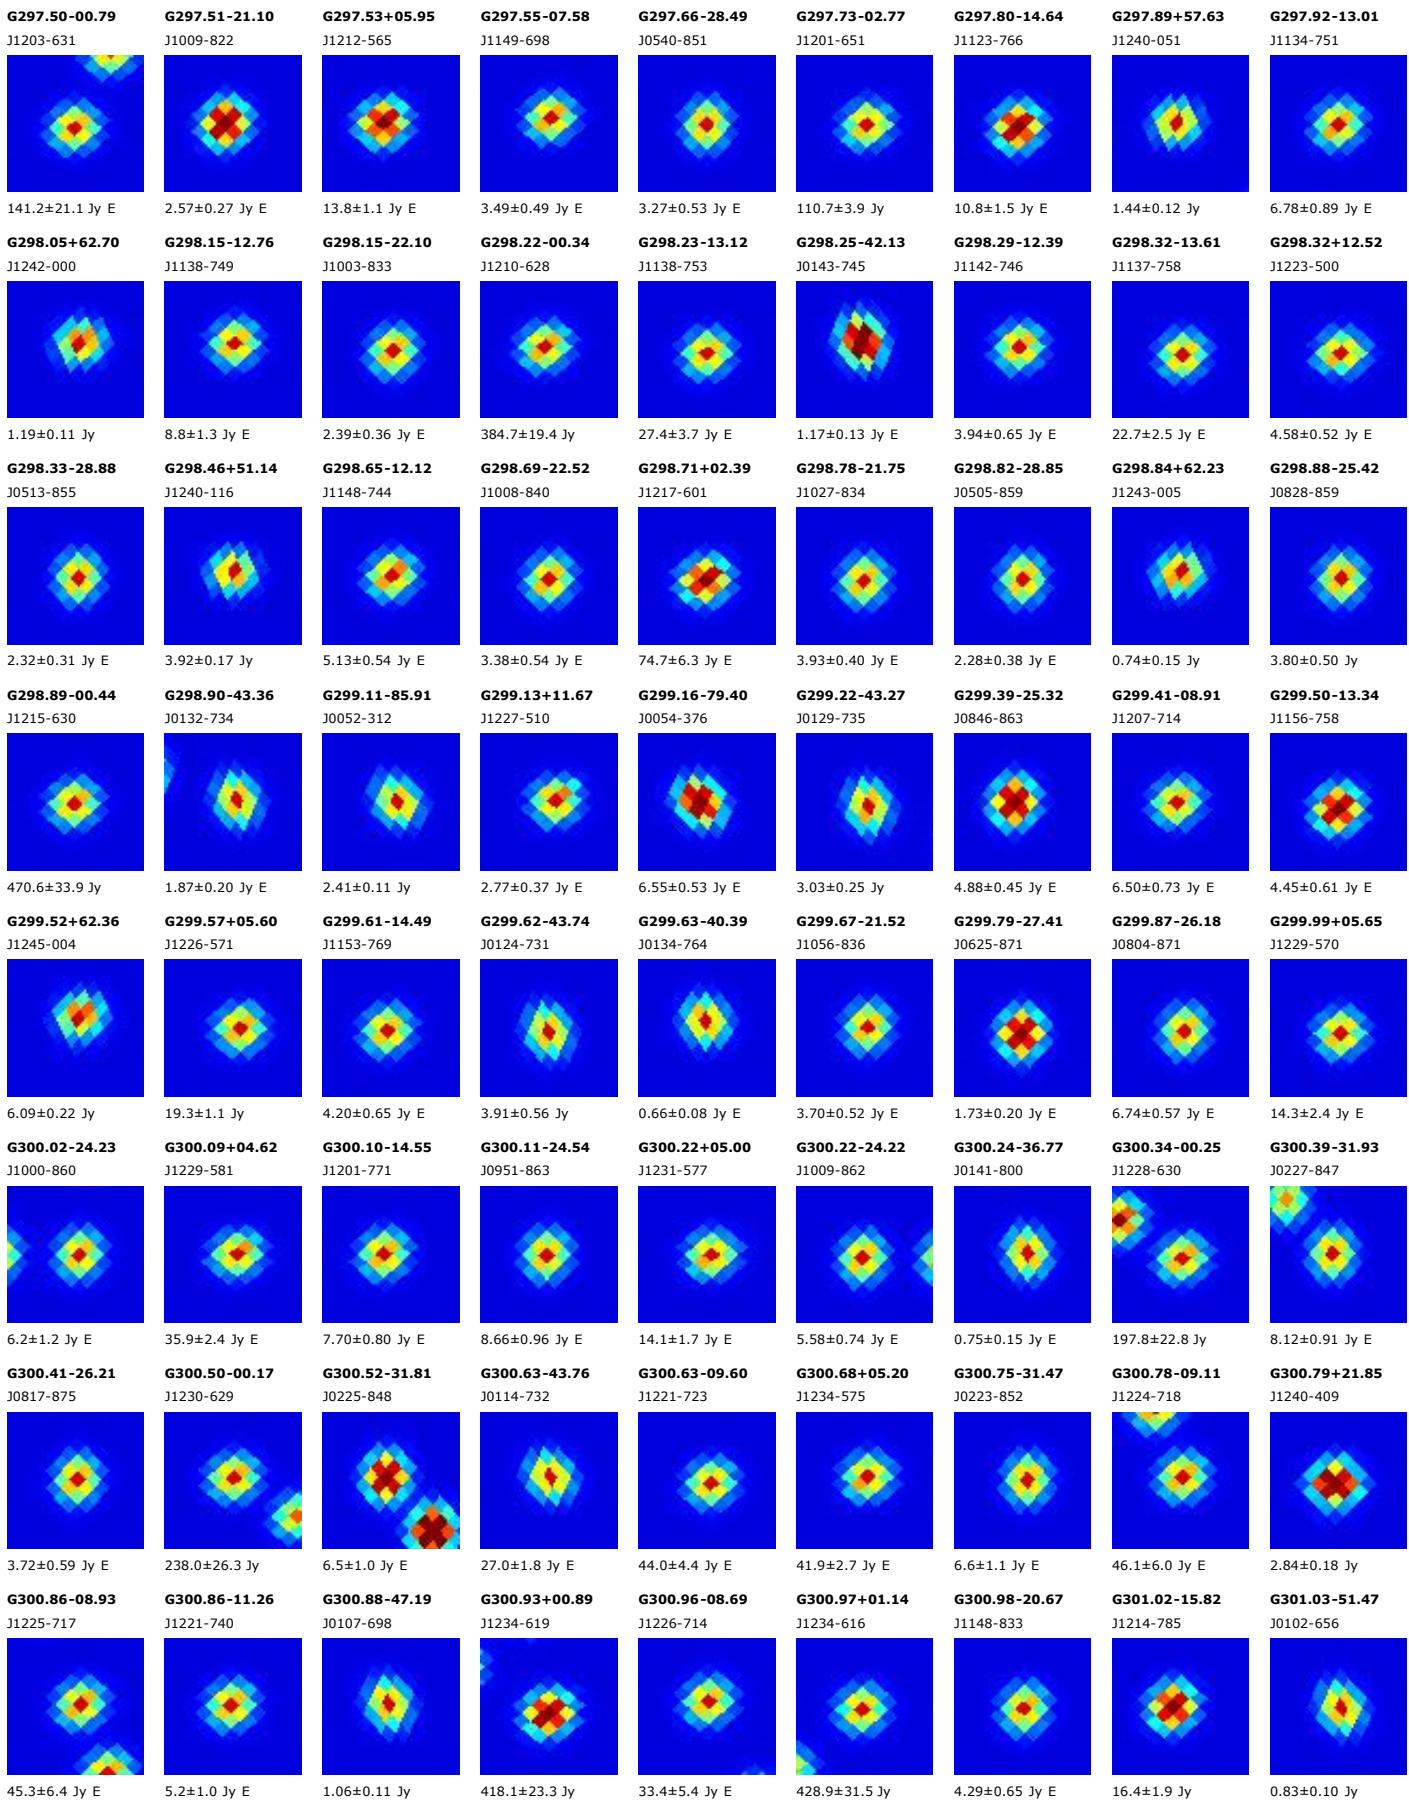 G297.50-00.79 G297.51-21.10 G297.53+05.95 G297.55-07.58 G297.66-28.49 G297.73-02.77 G297.80-14.64 G297.89+57.63 G297.92-13.01
J1203-631 J1009-822 J1212-565 J1149-698 J0540-851 J1201-651 J1123-766 J1240-051 J1134-751
141.2±21.1 Jy E 2.57±0.27 Jy E 13.8±1.1 Jy E 3.49±0.49 Jy E 3.27±0.53 Jy E 110.7±3.9 Jy 10.8±1.5 Jy E 1.44±0.12 Jy 6.78±0.89 Jy E
G298.05+62.70 G298.15-12.76 G298.15-22.10 G298.22-00.34 G298.23-13.12 G298.25-42.13 G298.29-12.39 G298.32-13.61 G298.32+12.52
J1242-000 J1138-749 J1003-833 J1210-628 J1138-753 J0143-745 J1142-746 J1137-758 J1223-500
1.19±0.11 Jy 8.8±1.3 Jy E 2.39±0.36 Jy E 384.7±19.4 Jy 27.4±3.7 Jy E 1.17±0.13 Jy E 3.94±0.65 Jy E 22.7±2.5 Jy E 4.58±0.52 Jy E
G298.33-28.88 G298.46+51.14 G298.65-12.12 G298.69-22.52 G298.71+02.39 G298.78-21.75 G298.82-28.85 G298.84+62.23 G298.88-25.42
J0513-855 J1240-116 J1148-744 J1008-840 J1217-601 J1027-834 J0505-859 J1243-005 J0828-859
2.32±0.31 Jy E 3.92±0.17 Jy 5.13±0.54 Jy E 3.38±0.54 Jy E 74.7±6.3 Jy E 3.93±0.40 Jy E 2.28±0.38 Jy E 0.74±0.15 Jy 3.80±0.50 Jy
G298.89-00.44 G298.90-43.36 G299.11-85.91 G299.13+11.67 G299.16-79.40 G299.22-43.27 G299.39-25.32 G299.41-08.91 G299.50-13.34
J1215-630 J0132-734 J0052-312 J1227-510 J0054-376 J0129-735 J0846-863 J1207-714 J1156-758
470.6±33.9 Jy 1.87±0.20 Jy E 2.41±0.11 Jy 2.77±0.37 Jy E 6.55±0.53 Jy E 3.03±0.25 Jy 4.88±0.45 Jy E 6.50±0.73 Jy E 4.45±0.61 Jy E
G299.52+62.36 G299.57+05.60 G299.61-14.49 G299.62-43.74 G299.63-40.39 G299.67-21.52 G299.79-27.41 G299.87-26.18 G299.99+05.65
J1245-004 J1226-571 J1153-769 J0124-731 J0134-764 J1056-836 J0625-871 J0804-871 J1229-570
6.09±0.22 Jy 19.3±1.1 Jy 4.20±0.65 Jy E 3.91±0.56 Jy 0.66±0.08 Jy E 3.70±0.52 Jy E 1.73±0.20 Jy E 6.74±0.57 Jy E 14.3±2.4 Jy E
G300.02-24.23 G300.09+04.62 G300.10-14.55 G300.11-24.54 G300.22+05.00 G300.22-24.22 G300.24-36.77 G300.34-00.25 G300.39-31.93
J1000-860 J1229-581 J1201-771 J0951-863 J1231-577 J1009-862 J0141-800 J1228-630 J0227-847
6.2±1.2 Jy E 35.9±2.4 Jy E 7.70±0.80 Jy E 8.66±0.96 Jy E 14.1±1.7 Jy E 5.58±0.74 Jy E 0.75±0.15 Jy E 197.8±22.8 Jy 8.12±0.91 Jy E
G300.41-26.21 G300.50-00.17 G300.52-31.81 G300.63-43.76 G300.63-09.60 G300.68+05.20 G300.75-31.47 G300.78-09.11 G300.79+21.85
J0817-875 J1230-629 J0225-848 J0114-732 J1221-723 J1234-575 J0223-852 J1224-718 J1240-409
3.72±0.59 Jy E 238.0±26.3 Jy 6.5±1.0 Jy E 27.0±1.8 Jy E 44.0±4.4 Jy E 41.9±2.7 Jy E 6.6±1.1 Jy E 46.1±6.0 Jy E 2.84±0.18 Jy
G300.86-08.93 G300.86-11.26 G300.88-47.19 G300.93+00.89 G300.96-08.69 G300.97+01.14 G300.98-20.67 G301.02-15.82 G301.03-51.47
J1225-717 J1221-740 J0107-698 J1234-619 J1226-714 J1234-616 J1148-833 J1214-785 J0102-656
45.3±6.4 Jy E 5.2±1.0 Jy E 1.06±0.11 Jy 418.1±23.3 Jy 33.4±5.4 Jy E 428.9±31.5 Jy 4.29±0.65 Jy E 16.4±1.9 Jy 0.83±0.10 Jy